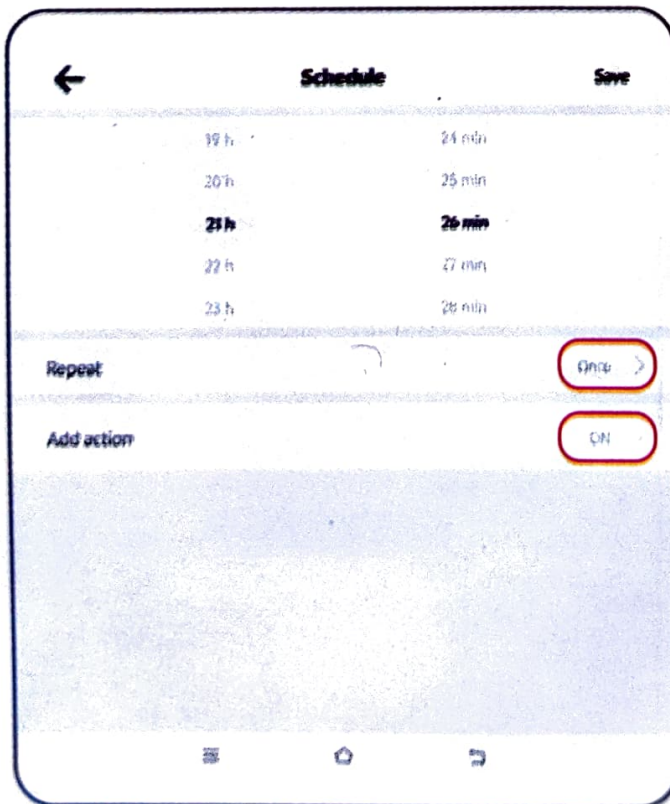 Schedule Save
19 h 24 min
20 h 25 min
21 h 26 min
22 h 27 min
23 h 28 min
Repeat Once >
Add action ON